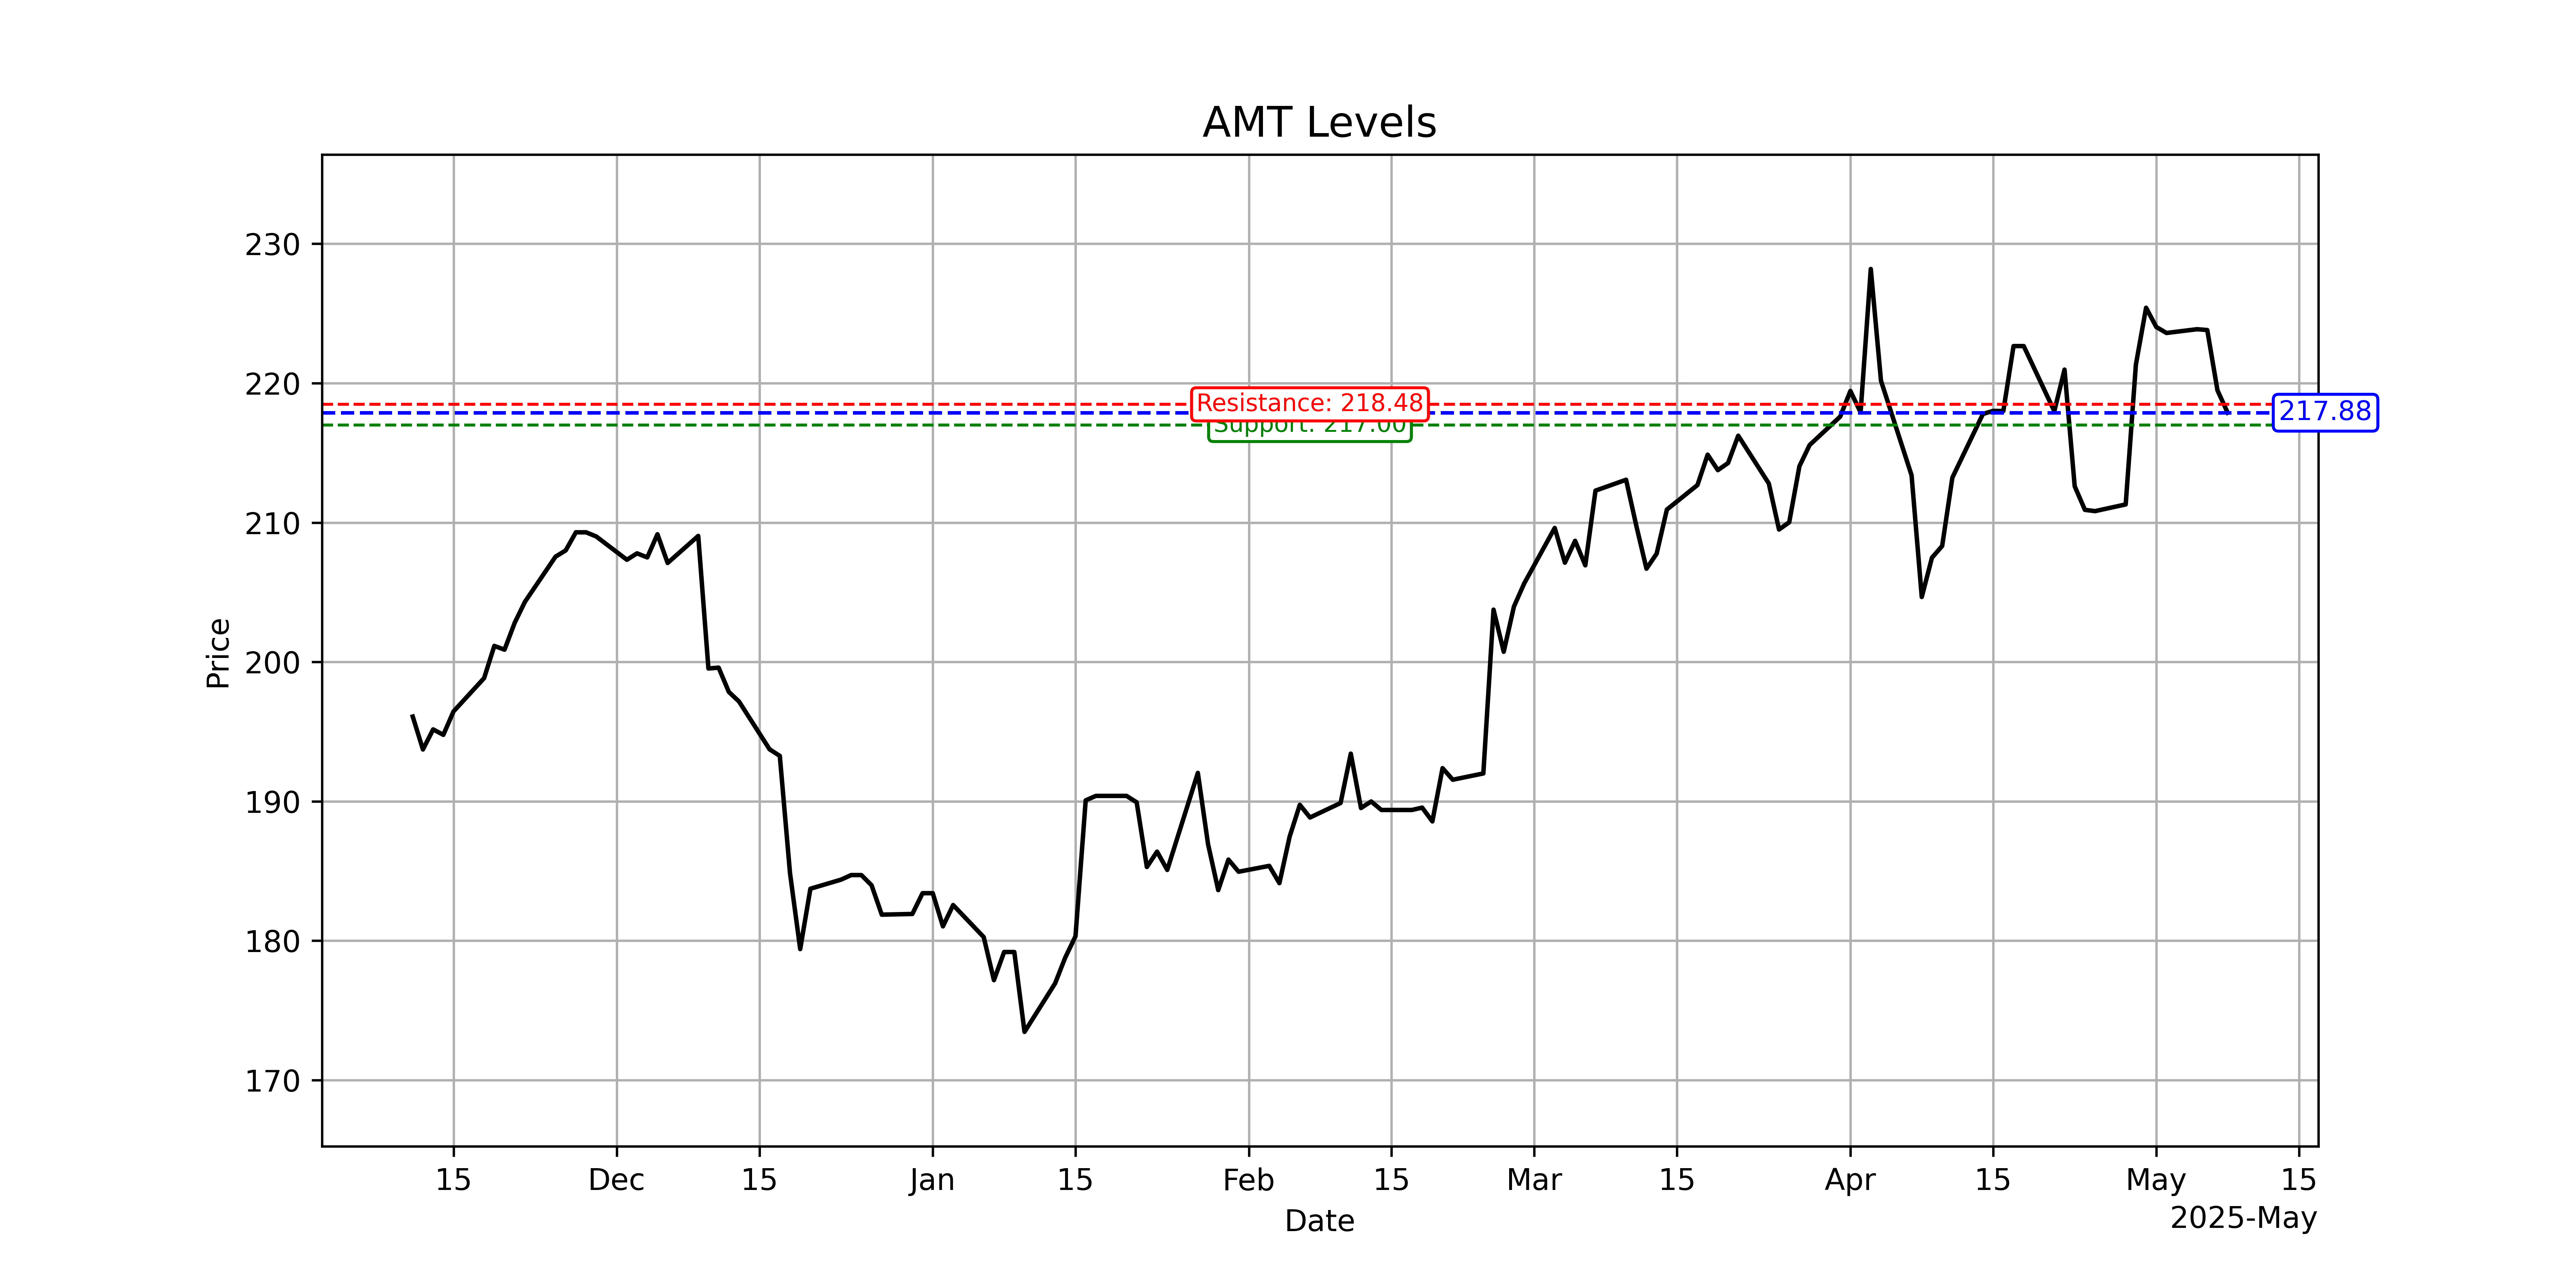 AMT Levels
230
220
210
200
190
180
170
Price
Resistance: 218.48
Support: 217.00
217.88
15
Dec
15
Jan
15
Feb
15
Mar
15
Apr
15
May
15
Date
2025-May